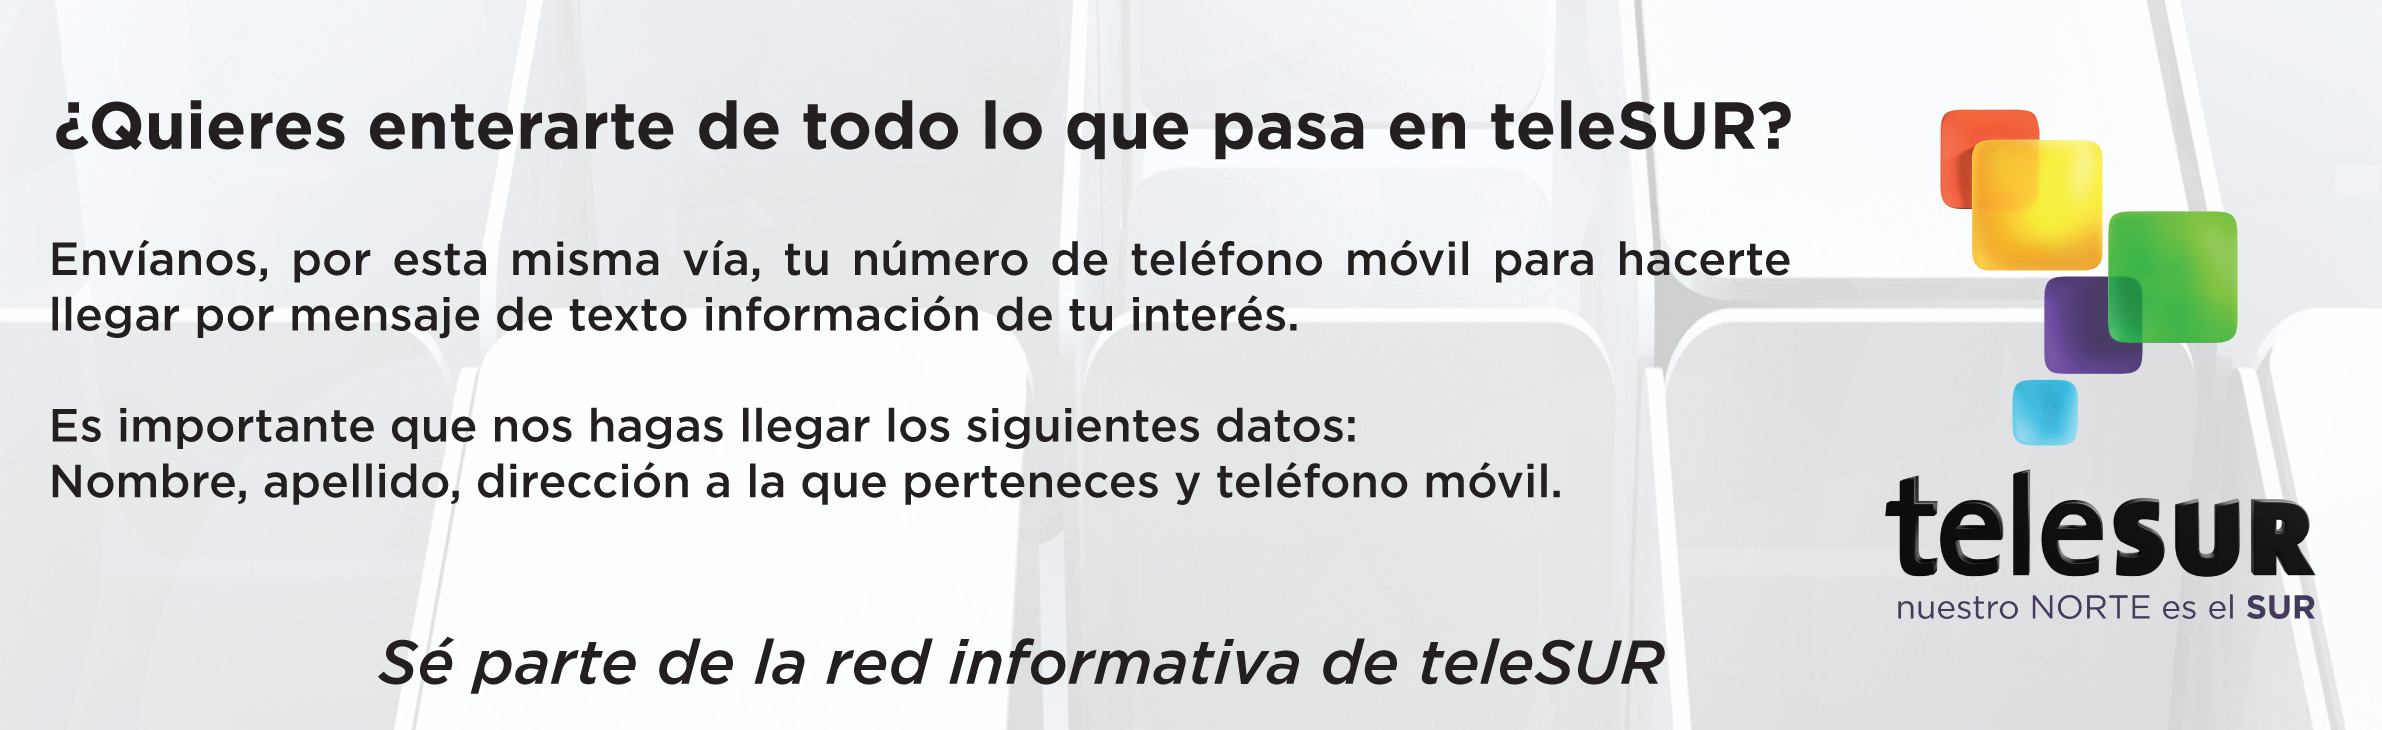 ¿Quieres enterarte de todo lo que pasa en teleSUR?
Envíanos, por esta misma vía, tu número de teléfono móvil para hacerte
llegar por mensaje de texto información de tu interés.
Es importante que nos hagas llegar los siguientes datos:
Nombre, apellido, dirección a la que perteneces y teléfono móvil.
Sé parte de la red informativa de teleSUR
teleSUR
nuestro NORTE es el SUR